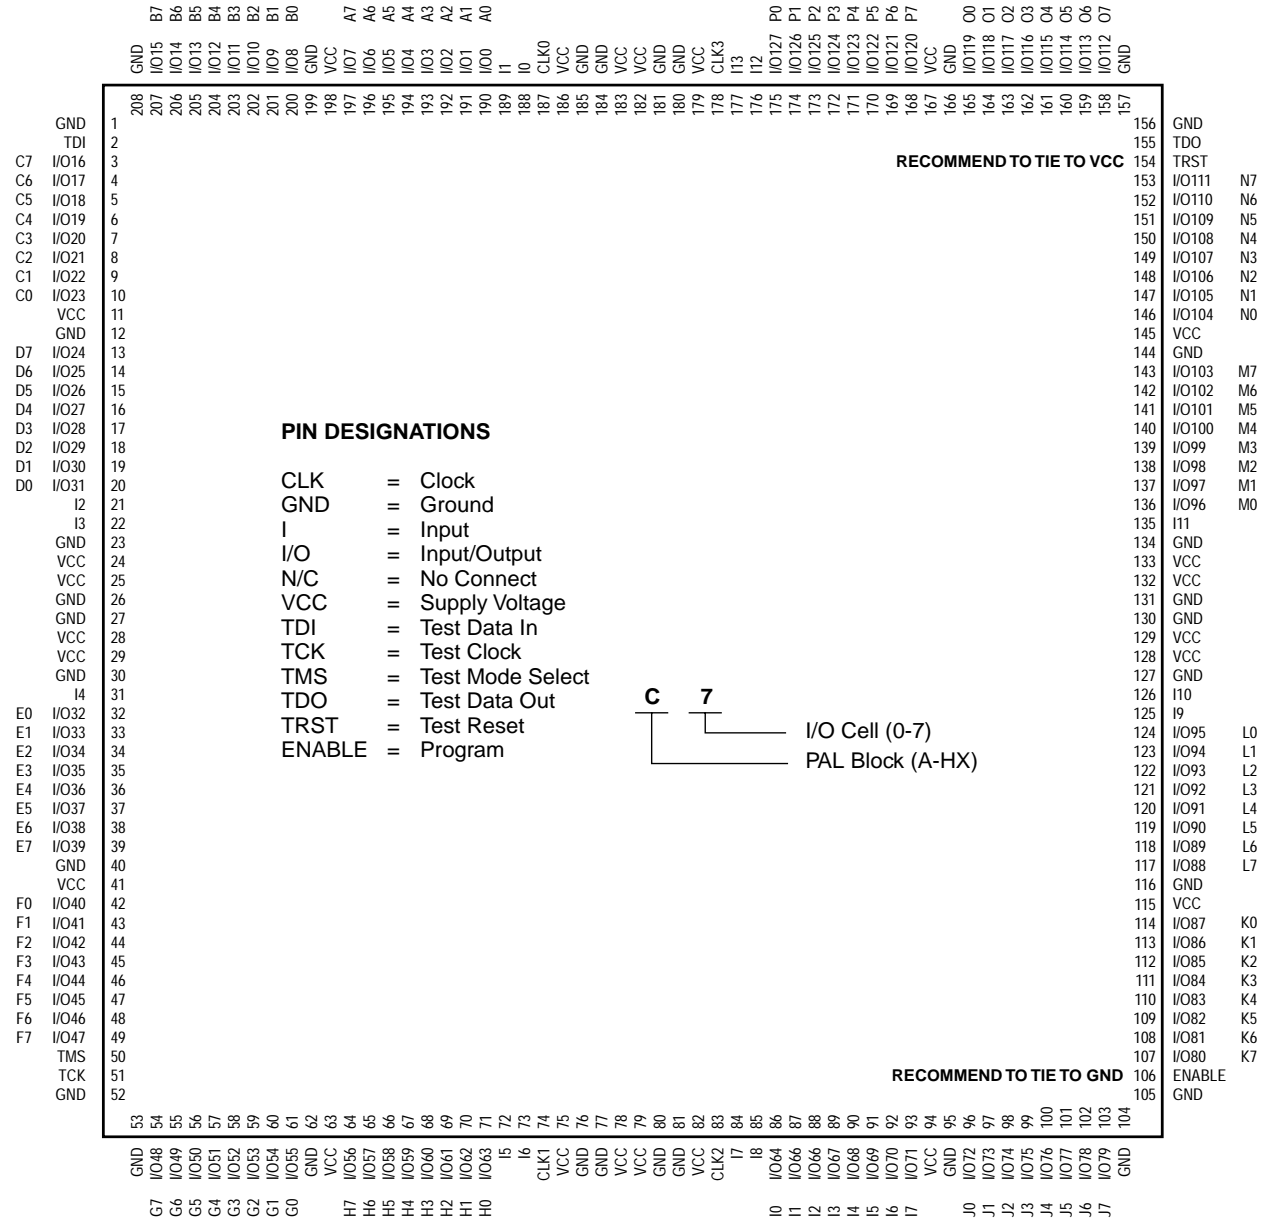 208 GND
207 I/O15 B7
206 I/O14 B6
205 I/O13 B5
204 I/O12 B4
203 I/O11 B3
202 I/O10 B2
201 I/O9 B1
200 I/O8 B0
199 GND
198 VCC
197 I/O7 A7
196 I/O6 A6
195 I/O5 A5
194 I/O4 A4
193 I/O3 A3
192 I/O2 A2
191 I/O1 A1
190 I/O0 A0
189 I1
188 I0
187 CLK0
186 VCC
185 GND
184 GND
183 VCC
182 VCC
181 GND
180 GND
179 VCC
178 CLK3
177 I13
176 I12
175 I/O127 P0
174 I/O126 P1
173 I/O125 P2
172 I/O124 P3
171 I/O123 P4
170 I/O122 P5
169 I/O121 P6
168 I/O120 P7
167 VCC
166 GND
165 I/O119 O0
164 I/O118 O1
163 I/O117 O2
162 I/O116 O3
161 I/O115 O4
160 I/O114 O5
159 I/O113 O6
158 I/O112 O7
157 GND
GND 1
TDI 2
C7 I/O16 3
C6 I/O17 4
C5 I/O18 5
C4 I/O19 6
C3 I/O20 7
C2 I/O21 8
C1 I/O22 9
C0 I/O23 10
VCC 11
GND 12
D7 I/O24 13
D6 I/O25 14
D5 I/O26 15
D4 I/O27 16
D3 I/O28 17
D2 I/O29 18
D1 I/O30 19
D0 I/O31 20
I2 21
I3 22
GND 23
VCC 24
VCC 25
GND 26
GND 27
VCC 28
VCC 29
GND 30
I4 31
E0 I/O32 32
E1 I/O33 33
E2 I/O34 34
E3 I/O35 35
E4 I/O36 36
E5 I/O37 37
E6 I/O38 38
E7 I/O39 39
GND 40
VCC 41
F0 I/O40 42
F1 I/O41 43
F2 I/O42 44
F3 I/O43 45
F4 I/O44 46
F5 I/O45 47
F6 I/O46 48
F7 I/O47 49
TMS 50
TCK 51
GND 52
PIN DESIGNATIONS
CLK = Clock
GND = Ground
I = Input
I/O = Input/Output
N/C = No Connect
VCC = Supply Voltage
TDI = Test Data In
TCK = Test Clock
TMS = Test Mode Select
TDO = Test Data Out
TRST = Test Reset
ENABLE = Program
C 7
I/O Cell (0-7)
PAL Block (A-HX)
156 GND
155 TDO
RECOMMEND TO TIE TO VCC 154 TRST
153 I/O111 N7
152 I/O110 N6
151 I/O109 N5
150 I/O108 N4
149 I/O107 N3
148 I/O106 N2
147 I/O105 N1
146 I/O104 N0
145 VCC
144 GND
143 I/O103 M7
142 I/O102 M6
141 I/O101 M5
140 I/O100 M4
139 I/O99 M3
138 I/O98 M2
137 I/O97 M1
136 I/O96 M0
135 I11
134 GND
133 VCC
132 VCC
131 GND
130 GND
129 VCC
128 VCC
127 GND
126 I10
125 I9
124 I/O95 L0
123 I/O94 L1
122 I/O93 L2
121 I/O92 L3
120 I/O91 L4
119 I/O90 L5
118 I/O89 L6
117 I/O88 L7
116 GND
115 VCC
114 I/O87 K0
113 I/O86 K1
112 I/O85 K2
111 I/O84 K3
110 I/O83 K4
109 I/O82 K5
108 I/O81 K6
107 I/O80 K7
RECOMMEND TO TIE TO GND 106 ENABLE
105 GND
GND 53
G7 I/O48 54
G6 I/O49 55
G5 I/O50 56
G4 I/O51 57
G3 I/O52 58
G2 I/O53 59
G1 I/O54 60
G0 I/O55 61
GND 62
VCC 63
H7 I/O56 64
H6 I/O57 65
H5 I/O58 66
H4 I/O59 67
H3 I/O60 68
H2 I/O61 69
H1 I/O62 70
H0 I/O63 71
I5 72
I6 73
CLK1 74
VCC 75
GND 76
GND 77
VCC 78
VCC 79
GND 80
GND 81
VCC 82
CLK2 83
I7 84
I8 85
I0 I/O64 86
I1 I/O66 87
I2 I/O66 88
I3 I/O67 89
I4 I/O68 90
I5 I/O69 91
I6 I/O70 92
I7 I/O71 93
VCC 94
GND 95
J0 I/O72 96
J1 I/O73 97
J2 I/O74 98
J3 I/O75 99
J4 I/O76 100
J5 I/O77 101
J6 I/O78 102
J7 I/O79 103
GND 104